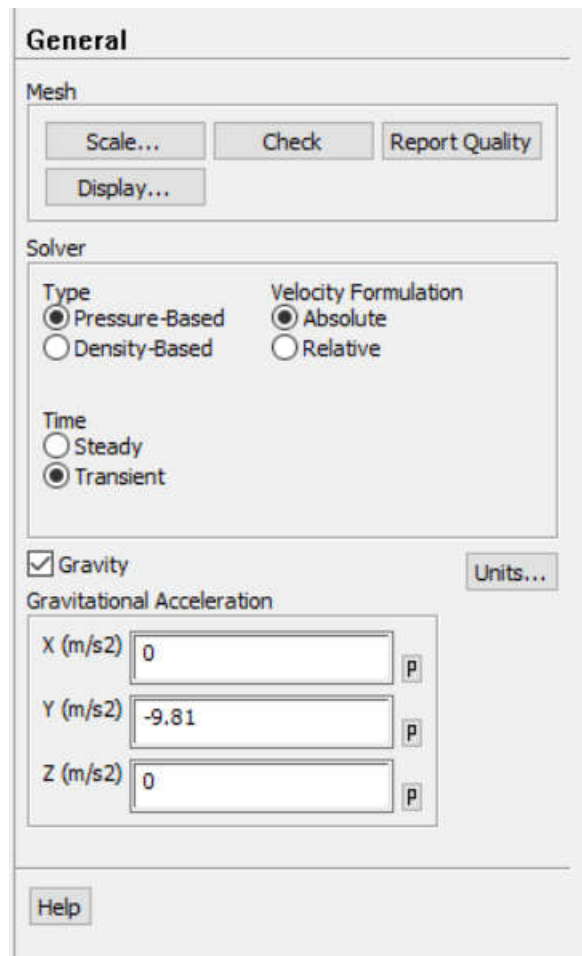 General
Mesh
Scale... Check Report Quality
Display...
Solver
Type Velocity Formulation
Pressure-Based Absolute
Density-Based Relative
Time
Steady
Transient
Gravity Units...
Gravitational Acceleration
X (m/s2) 0 P
Y (m/s2) -9.81 P
Z (m/s2) 0 P
Help